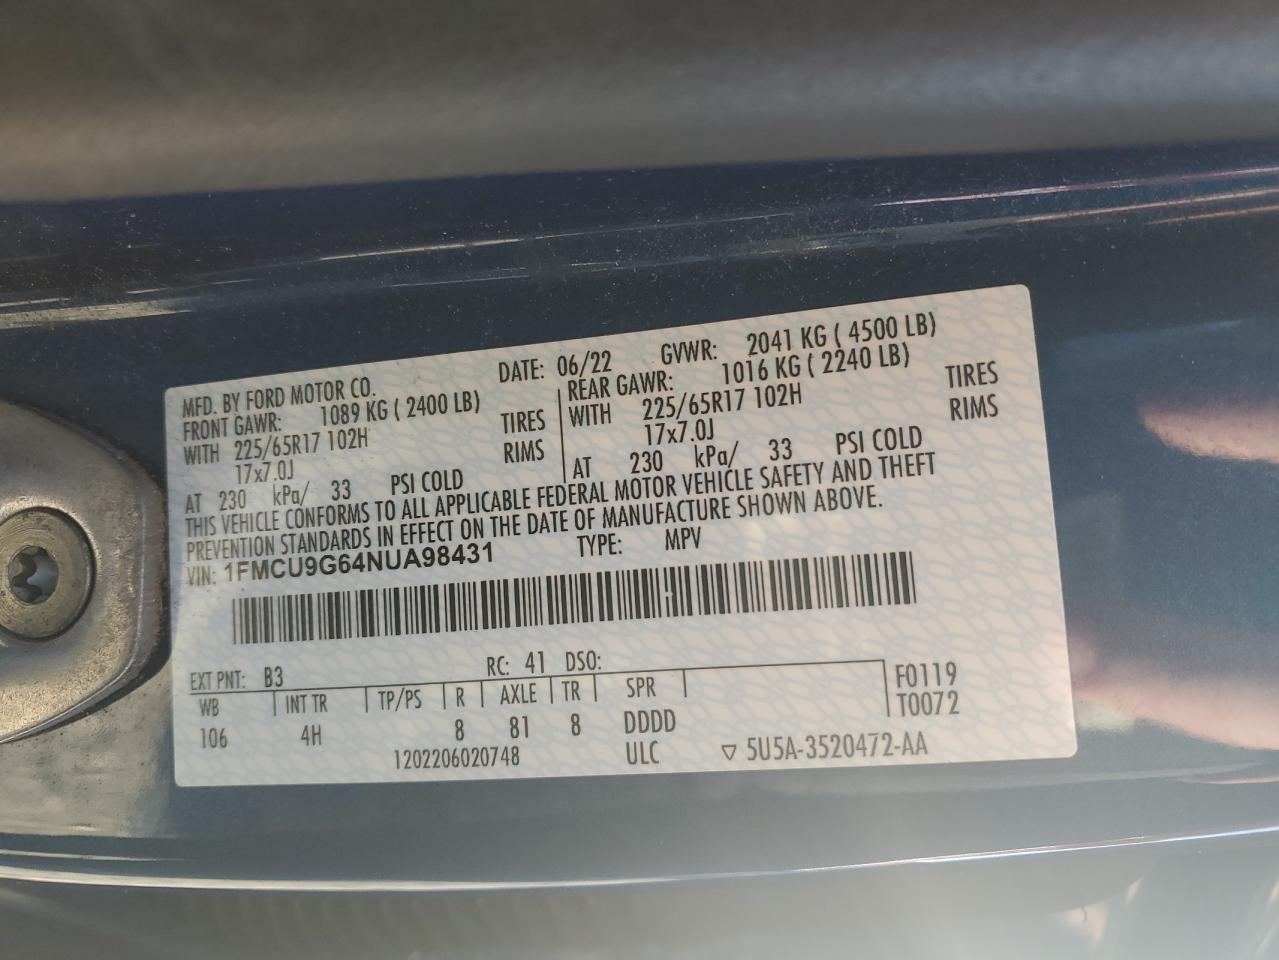 MFD. BY FORD MOTOR CO. DATE: 06/22 GVWR: 2041 KG ( 4500 LB)
FRONT GAWR: 1089 KG ( 2400 LB) REAR GAWR: 1016 KG ( 2240 LB)
WITH 225/65R17 102H TIRES WITH 225/65R17 102H TIRES
17x7.0J RIMS 17x7.0J RIMS
AT 230 kPa/ 33 PSI COLD AT 230 kPa/ 33 PSI COLD
THIS VEHICLE CONFORMS TO ALL APPLICABLE FEDERAL MOTOR VEHICLE SAFETY AND THEFT
PREVENTION STANDARDS IN EFFECT ON THE DATE OF MANUFACTURE SHOWN ABOVE.
VIN: 1FMCU9G64NUA98431 TYPE: MPV
EXT PNT: B3 RC: 41 DSO:
WB INT TR TP/PS R AXLE TR SPR F0119
106 4H 8 81 8 DDDD T0072
1202206020748 ULC ▽ 5U5A-3520472-AA